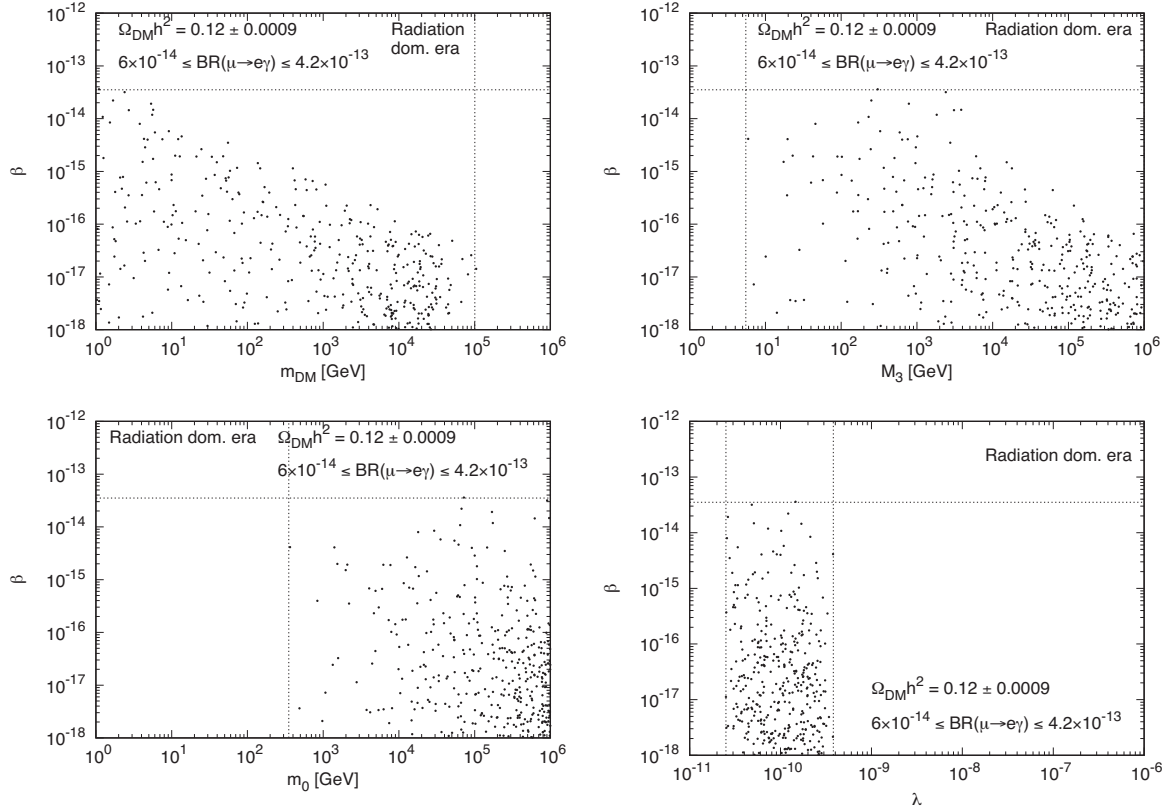 Ω_DM h² = 0.12 ± 0.0009
Radiation
dom. era
6×10⁻¹⁴ ≤ BR(μ→eγ) ≤ 4.2×10⁻¹³
10⁻¹²
10⁻¹³
10⁻¹⁴
10⁻¹⁵
10⁻¹⁶
10⁻¹⁷
10⁻¹⁸
β
10⁰ 10¹ 10² 10³ 10⁴ 10⁵ 10⁶
m_DM [GeV]
Ω_DM h² = 0.12 ± 0.0009 Radiation dom. era
6×10⁻¹⁴ ≤ BR(μ→eγ) ≤ 4.2×10⁻¹³
10⁻¹²
10⁻¹³
10⁻¹⁴
10⁻¹⁵
10⁻¹⁶
10⁻¹⁷
10⁻¹⁸
β
10⁰ 10¹ 10² 10³ 10⁴ 10⁵ 10⁶
M₃ [GeV]
Radiation dom. era Ω_DM h² = 0.12 ± 0.0009
6×10⁻¹⁴ ≤ BR(μ→eγ) ≤ 4.2×10⁻¹³
10⁻¹²
10⁻¹³
10⁻¹⁴
10⁻¹⁵
10⁻¹⁶
10⁻¹⁷
10⁻¹⁸
β
10⁰ 10¹ 10² 10³ 10⁴ 10⁵ 10⁶
m₀ [GeV]
Radiation dom. era
10⁻¹²
10⁻¹³
10⁻¹⁴
10⁻¹⁵
10⁻¹⁶
10⁻¹⁷
10⁻¹⁸
β
Ω_DM h² = 0.12 ± 0.0009
6×10⁻¹⁴ ≤ BR(μ→eγ) ≤ 4.2×10⁻¹³
10⁻¹¹ 10⁻¹⁰ 10⁻⁹ 10⁻⁸ 10⁻⁷ 10⁻⁶
λ